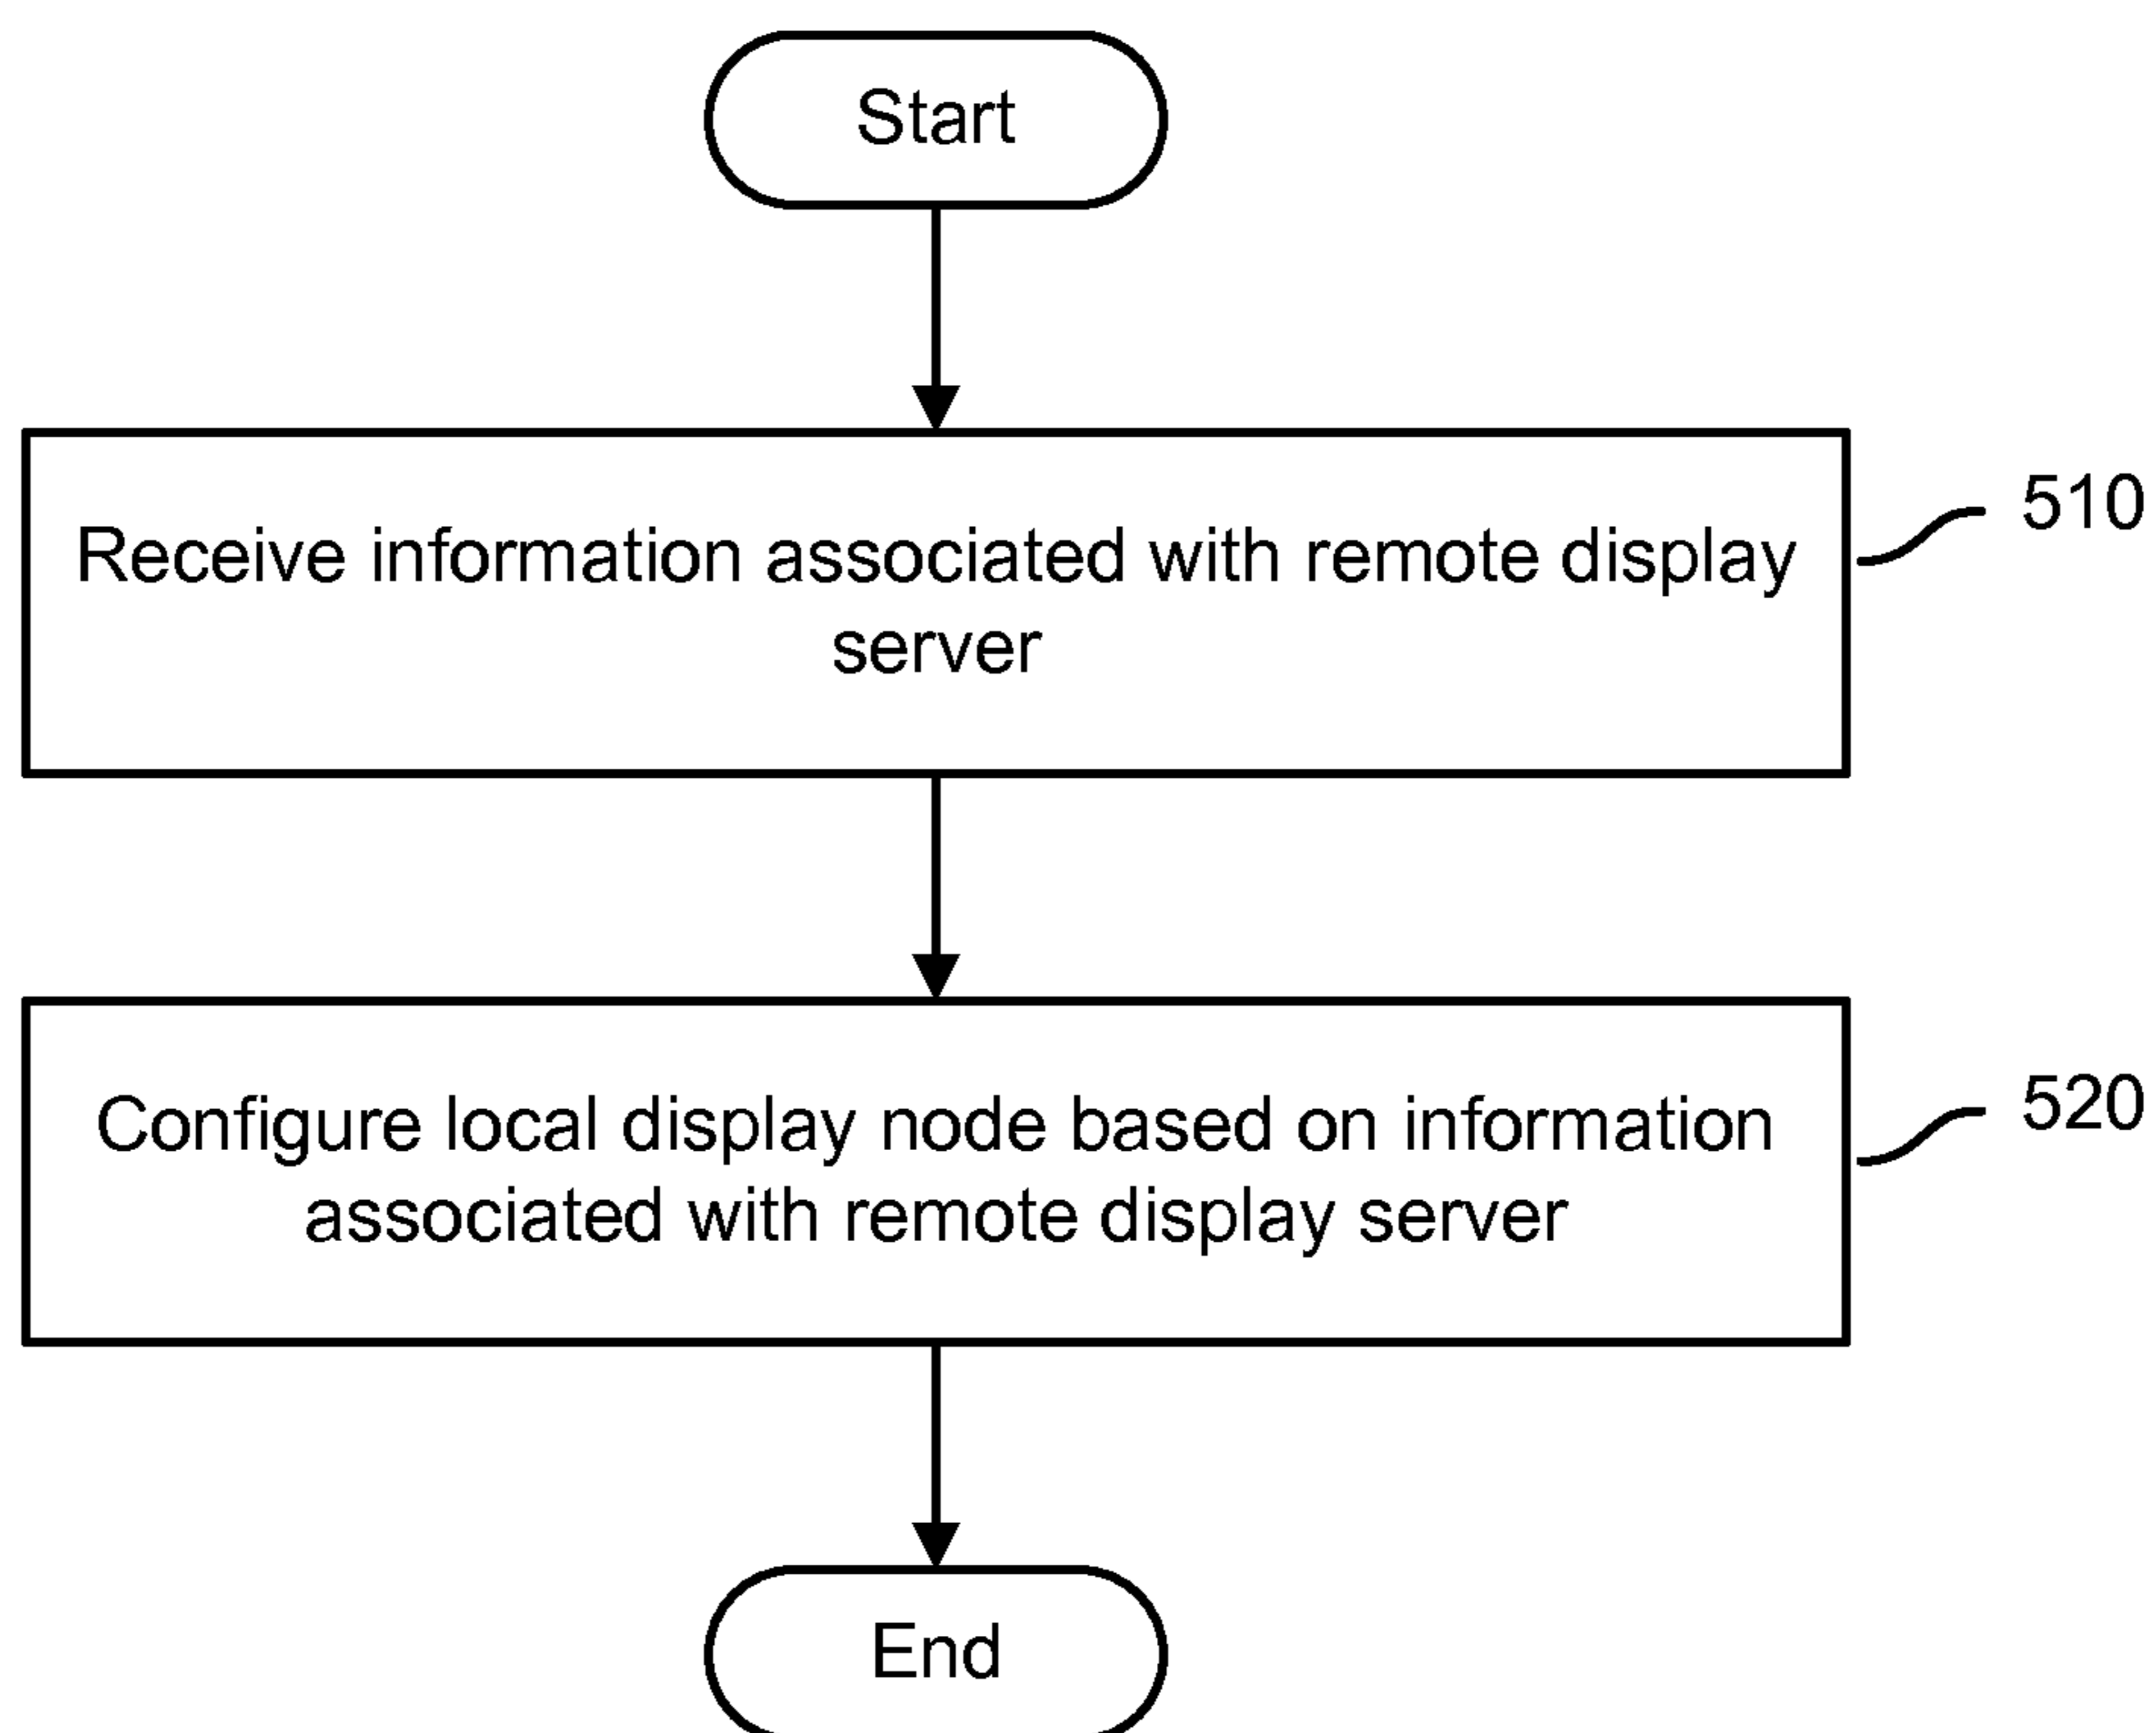 Start
Receive information associated with remote display
server
510
Configure local display node based on information
associated with remote display server
520
End